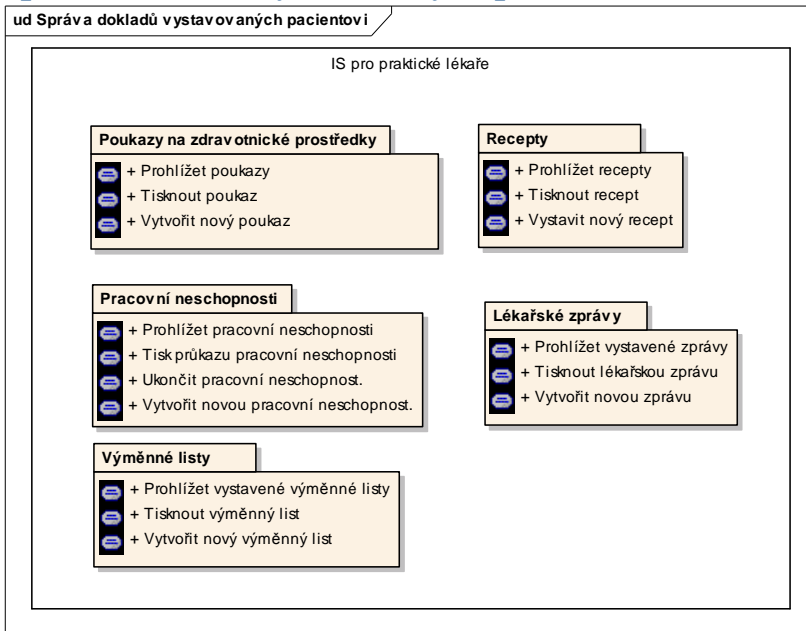 ud Správa dokladů vystavovaných pacientovi
IS pro praktické lékaře
Poukazy na zdravotnické prostředky
+ Prohlížet poukazy
+ Tisknout poukaz
+ Vytvořit nový poukaz
Recepty
+ Prohlížet recepty
+ Tisknout recept
+ Vystavit nový recept
Pracovní neschopnosti
+ Prohlížet pracovní neschopnosti
+ Tisk průkazu pracovní neschopnosti
+ Ukončit pracovní neschopnost.
+ Vytvořit novou pracovní neschopnost.
Lékařské zprávy
+ Prohlížet vystavené zprávy
+ Tisknout lékařskou zprávu
+ Vytvořit novou zprávu
Výměnné listy
+ Prohlížet vystavené výměnné listy
+ Tisknout výměnný list
+ Vytvořit nový výměnný list